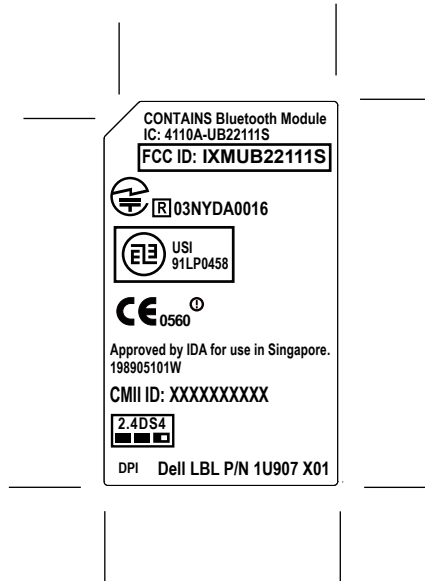 CONTAINS Bluetooth Module
IC: 4110A-UB22111S
FCC ID: IXMUB22111S
R 03NYDA0016
USI
91LP0458
CE 0560
Approved by IDA for use in Singapore.
198905101W
CMII ID: XXXXXXXXXX
2.4DS4
DPI Dell LBL P/N 1U907 X01